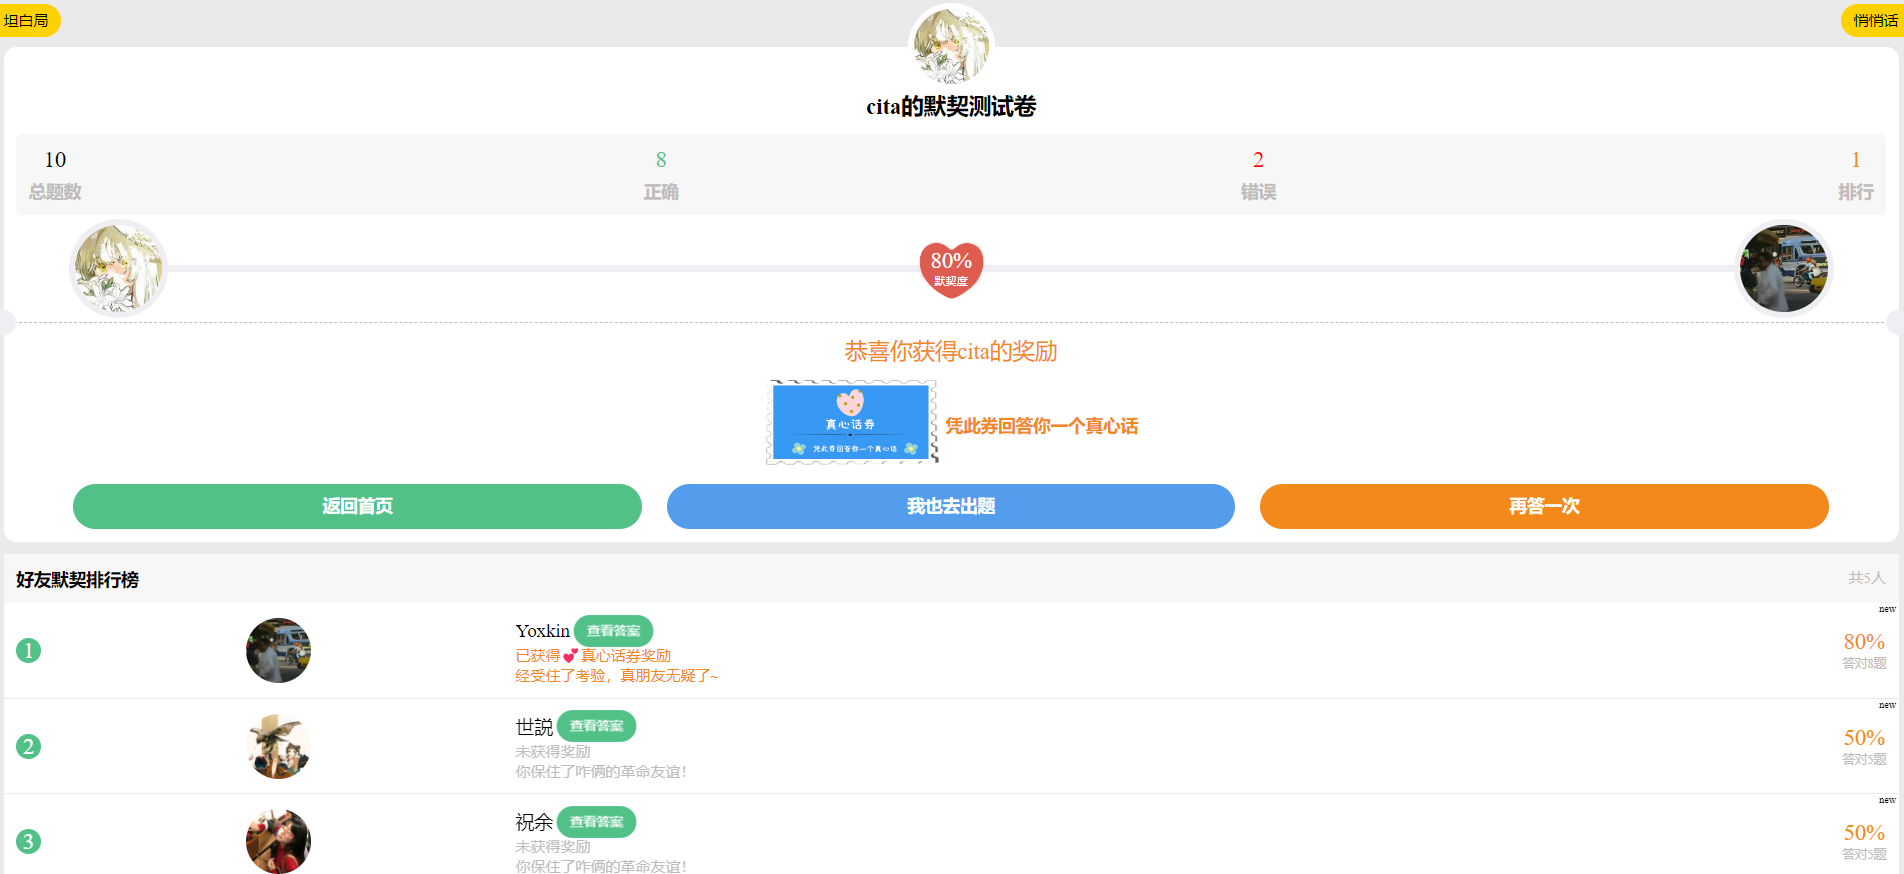 坦白局
悄悄话
cita的默契测试卷
10
8
2
1
总题数
正确
错误
排行
80%
默契度
恭喜你获得cita的奖励
真心话券
凭此券回答你一个真心话
凭此券回答你一个真心话
返回首页
我也去出题
再答一次
好友默契排行榜
共5人
new
1
Yoxkin 查看答案
已获得💕真心话券奖励
经受住了考验，真朋友无疑了~
80%
答对8题
new
2
世説 查看答案
未获得奖励
你保住了咋俩的革命友谊！
50%
答对5题
new
3
祝余 查看答案
未获得奖励
你保住了咋俩的革命友谊！
50%
答对5题